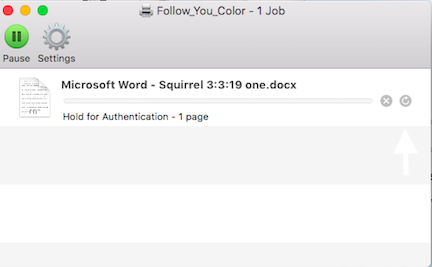 Follow_You_Color - 1 Job
Pause Settings
Microsoft Word - Squirrel 3:3:19 one.docx
Hold for Authentication - 1 page